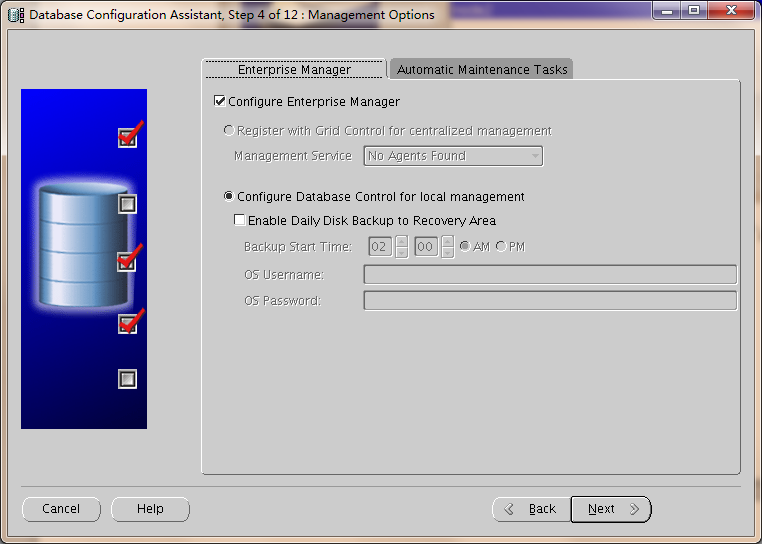 Database Configuration Assistant, Step 4 of 12 : Management Options
Enterprise Manager
Automatic Maintenance Tasks
Configure Enterprise Manager
Register with Grid Control for centralized management
Management Service No Agents Found
Configure Database Control for local management
Enable Daily Disk Backup to Recovery Area
Backup Start Time: 02 00 AM PM
OS Username:
OS Password:
Cancel
Help
Back
Next